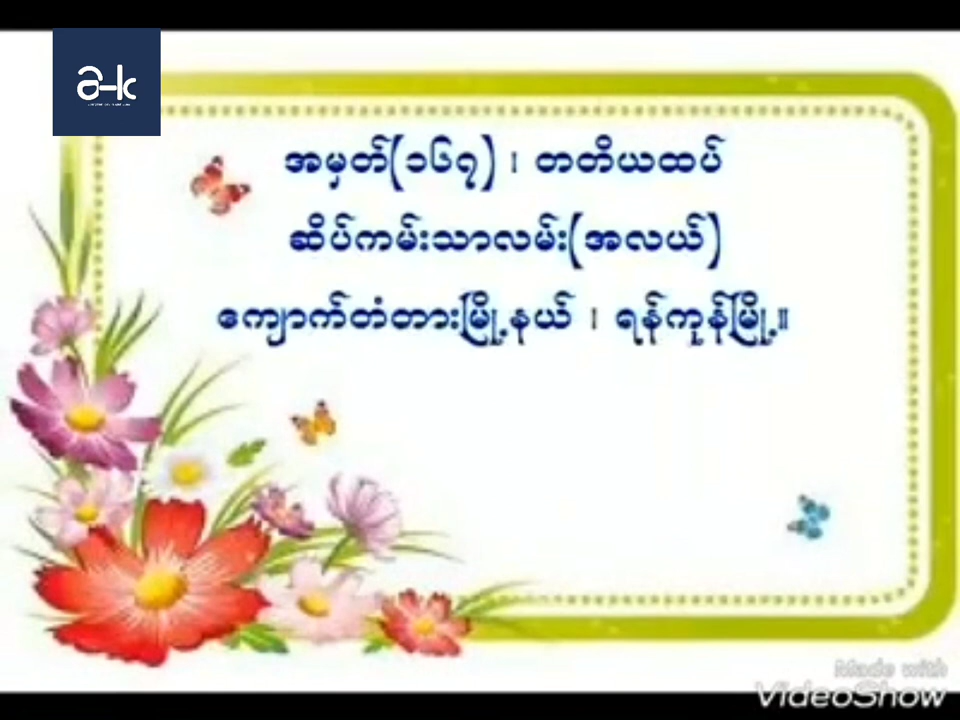 a-k
အမှတ်(၁၆၇) ၊ တတိယထပ်
ဆိပ်ကမ်းသာလမ်း(အလယ်)
ကျောက်တံတားမြို့နယ် ၊ ရန်ကုန်မြို့။
Made with
VideoShow